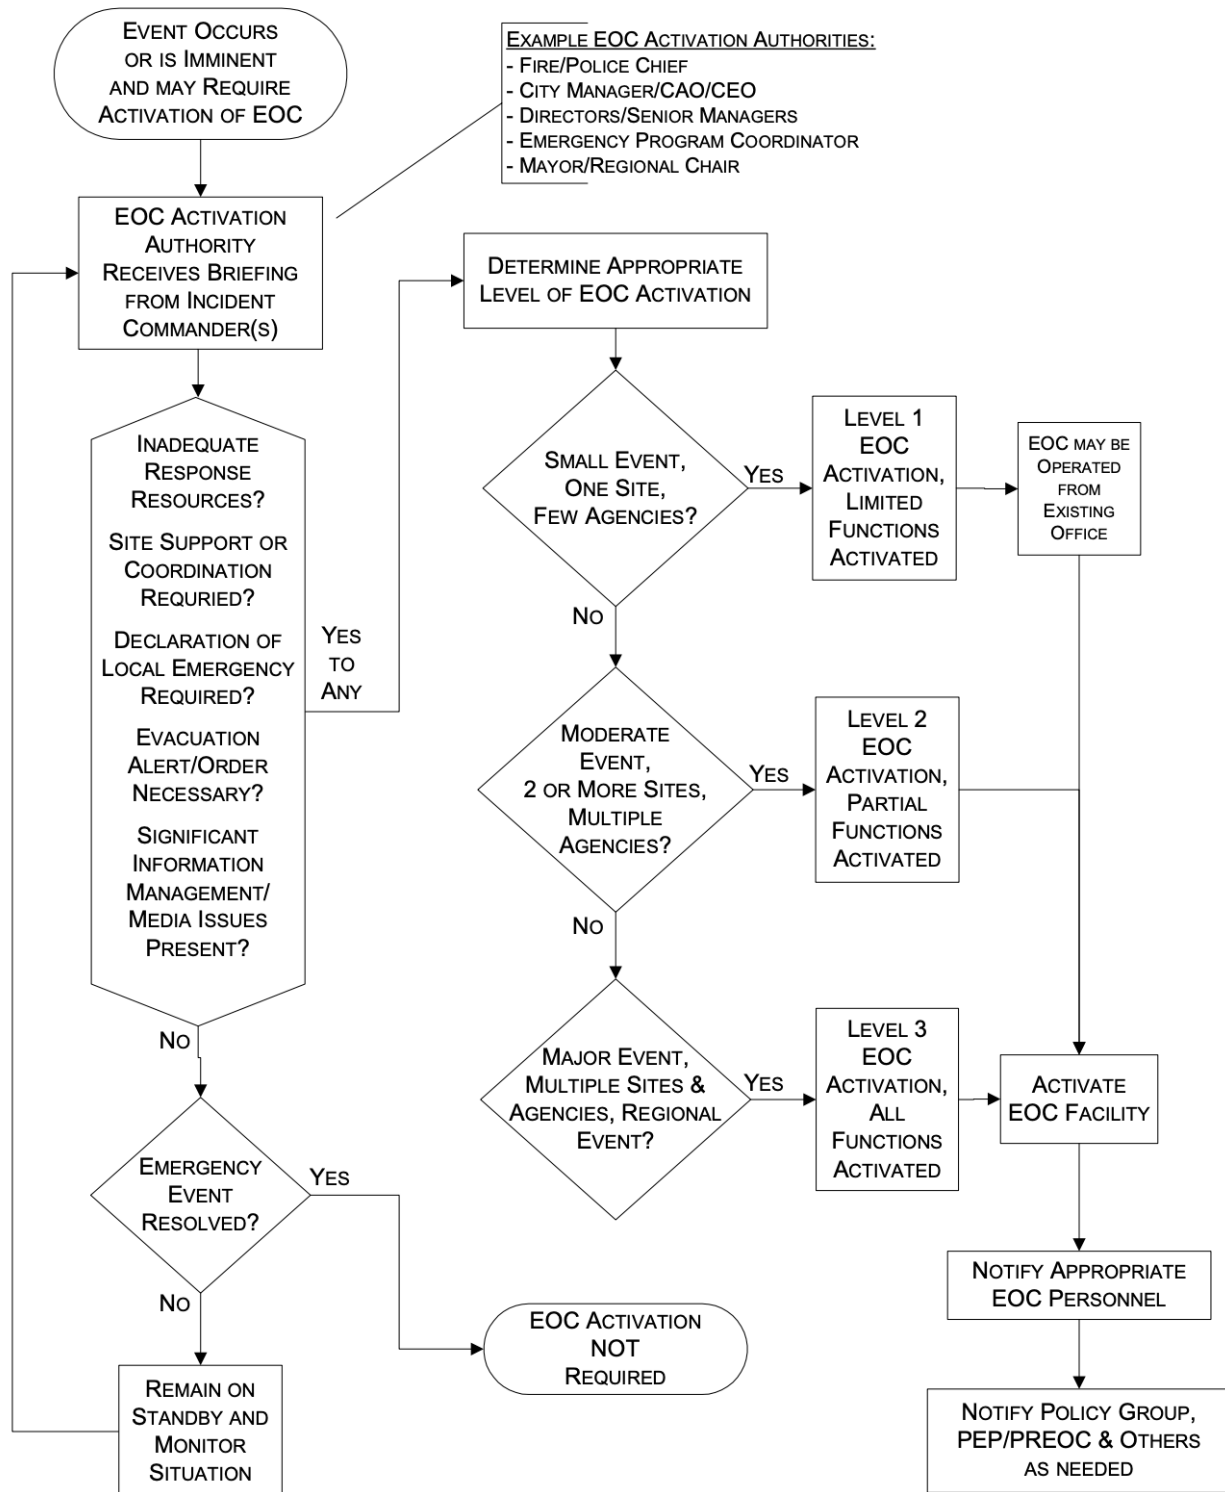 EVENT OCCURS
OR IS IMMINENT
AND MAY REQUIRE
ACTIVATION OF EOC
EXAMPLE EOC ACTIVATION AUTHORITIES:
- FIRE/POLICE CHIEF
- CITY MANAGER/CAO/CEO
- DIRECTORS/SENIOR MANAGERS
- EMERGENCY PROGRAM COORDINATOR
- MAYOR/REGIONAL CHAIR
EOC ACTIVATION
AUTHORITY
RECEIVES BRIEFING
FROM INCIDENT
COMMANDER(S)
INADEQUATE
RESPONSE
RESOURCES?
SITE SUPPORT OR
COORDINATION
REQURIED?
DECLARATION OF
LOCAL EMERGENCY
REQUIRED?
EVACUATION
ALERT/ORDER
NECESSARY?
SIGNIFICANT
INFORMATION
MANAGEMENT/
MEDIA ISSUES
PRESENT?
YES
TO
ANY
NO
EMERGENCY
EVENT
RESOLVED?
YES
NO
REMAIN ON
STANDBY AND
MONITOR
SITUATION
EOC ACTIVATION
NOT
REQUIRED
DETERMINE APPROPRIATE
LEVEL OF EOC ACTIVATION
SMALL EVENT,
ONE SITE,
FEW AGENCIES?
YES
LEVEL 1
EOC
ACTIVATION,
LIMITED
FUNCTIONS
ACTIVATED
EOC MAY BE
OPERATED
FROM
EXISTING
OFFICE
NO
MODERATE
EVENT,
2 OR MORE SITES,
MULTIPLE
AGENCIES?
YES
LEVEL 2
EOC
ACTIVATION,
PARTIAL
FUNCTIONS
ACTIVATED
NO
MAJOR EVENT,
MULTIPLE SITES &
AGENCIES, REGIONAL
EVENT?
YES
LEVEL 3
EOC
ACTIVATION,
ALL
FUNCTIONS
ACTIVATED
ACTIVATE
EOC FACILITY
NOTIFY APPROPRIATE
EOC PERSONNEL
NOTIFY POLICY GROUP,
PEP/PREOC & OTHERS
AS NEEDED